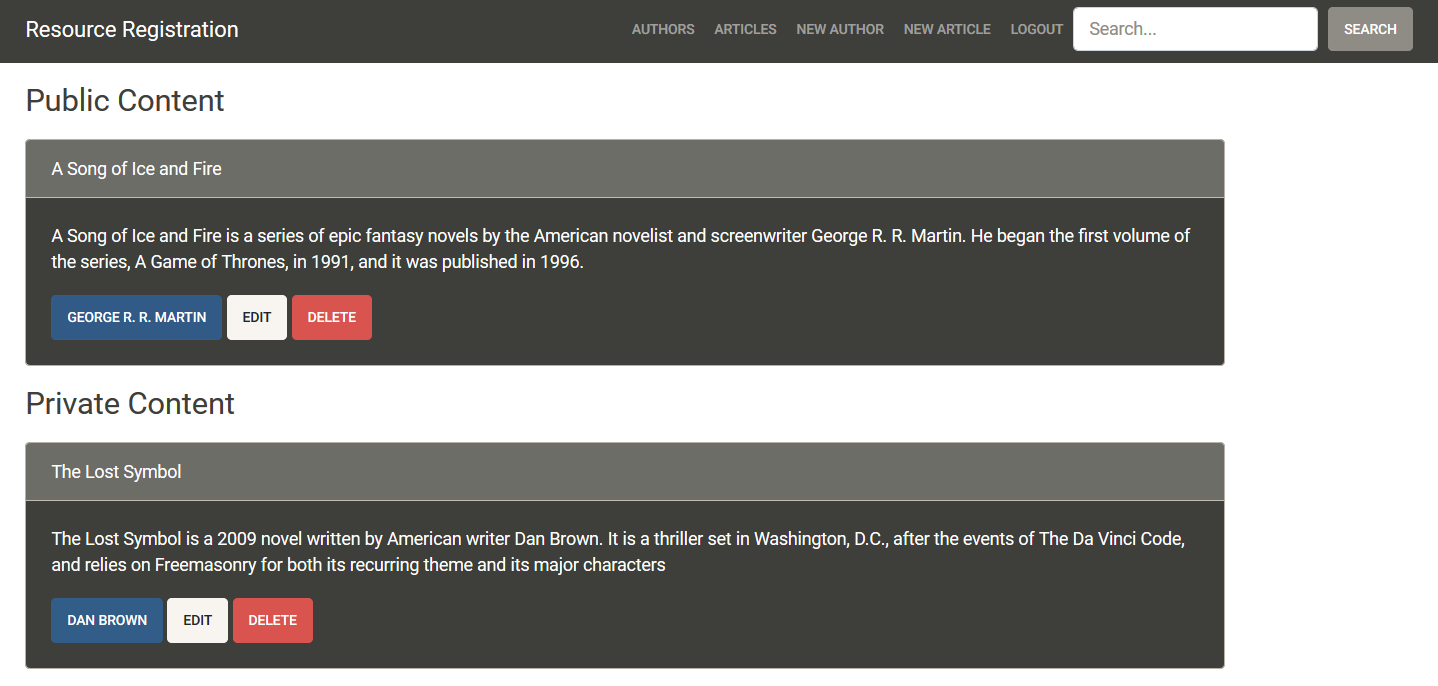 Resource Registration
AUTHORS ARTICLES NEW AUTHOR NEW ARTICLE LOGOUT Search... SEARCH
Public Content
A Song of Ice and Fire
A Song of Ice and Fire is a series of epic fantasy novels by the American novelist and screenwriter George R. R. Martin. He began the first volume of
the series, A Game of Thrones, in 1991, and it was published in 1996.
GEORGE R. R. MARTIN EDIT DELETE
Private Content
The Lost Symbol
The Lost Symbol is a 2009 novel written by American writer Dan Brown. It is a thriller set in Washington, D.C., after the events of The Da Vinci Code,
and relies on Freemasonry for both its recurring theme and its major characters
DAN BROWN EDIT DELETE